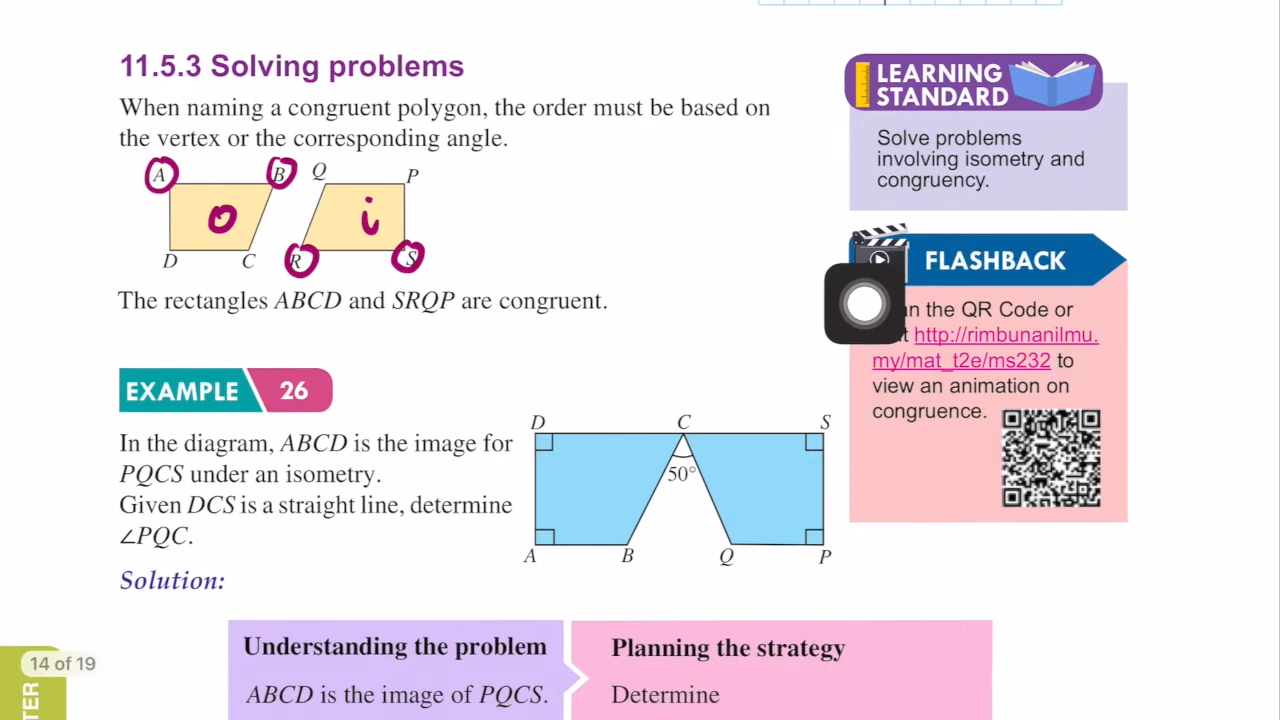 11.5.3 Solving problems
When naming a congruent polygon, the order must be based on
the vertex or the corresponding angle.
A B Q P
o i
D C R S
The rectangles ABCD and SRQP are congruent.
EXAMPLE 26
In the diagram, ABCD is the image for
PQCS under an isometry.
Given DCS is a straight line, determine
∠PQC.
D C S
50°
A B Q P
Solution:
Understanding the problem
ABCD is the image of PQCS.
Planning the strategy
Determine
LEARNING
STANDARD
Solve problems
involving isometry and
congruency.
FLASHBACK
the QR Code or
http://rimbunanilmu.
my/mat_t2e/ms232 to
view an animation on
congruence.
14 of 19
TER